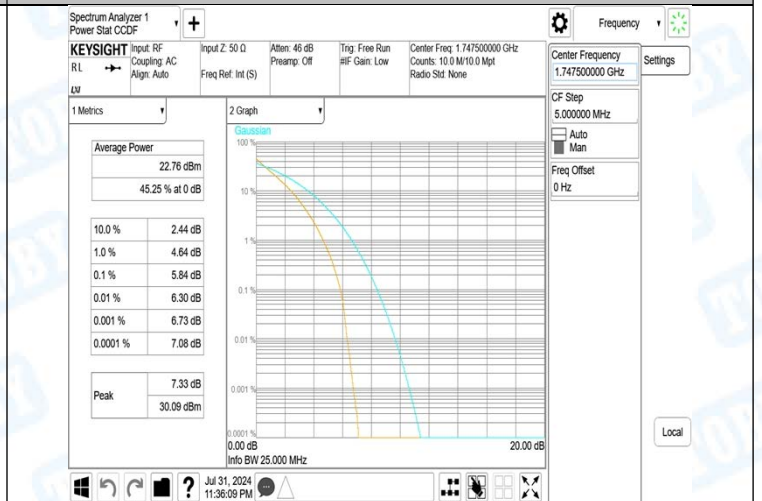 Spectrum Analyzer 1
Power Stat CCDF
+
Frequency
KEYSIGHT
RL
Input: RF
Coupling: AC
Align: Auto
Input Z: 50 Ω
Freq Ref: Int (S)
Atten: 46 dB
Preamp: Off
Trig: Free Run
#IF Gain: Low
Center Freq: 1.747500000 GHz
Counts: 10.0 M/10.0 Mpt
Radio Std: None
Center Frequency
1.747500000 GHz
Settings
CF Step
5.000000 MHz
Auto
Man
Freq Offset
0 Hz
1 Metrics
Average Power
22.76 dBm
45.25 % at 0 dB
10.0 % 2.44 dB
1.0 % 4.64 dB
0.1 % 5.84 dB
0.01 % 6.30 dB
0.001 % 6.73 dB
0.0001 % 7.08 dB
Peak 7.33 dB
30.09 dBm
2 Graph
Gaussian
100 %
10 %
1 %
0.1 %
0.01 %
0.001 %
0.0001 %
0.00 dB 20.00 dB
Info BW 25.000 MHz
Local
?
Jul 31, 2024
11:36:09 PM